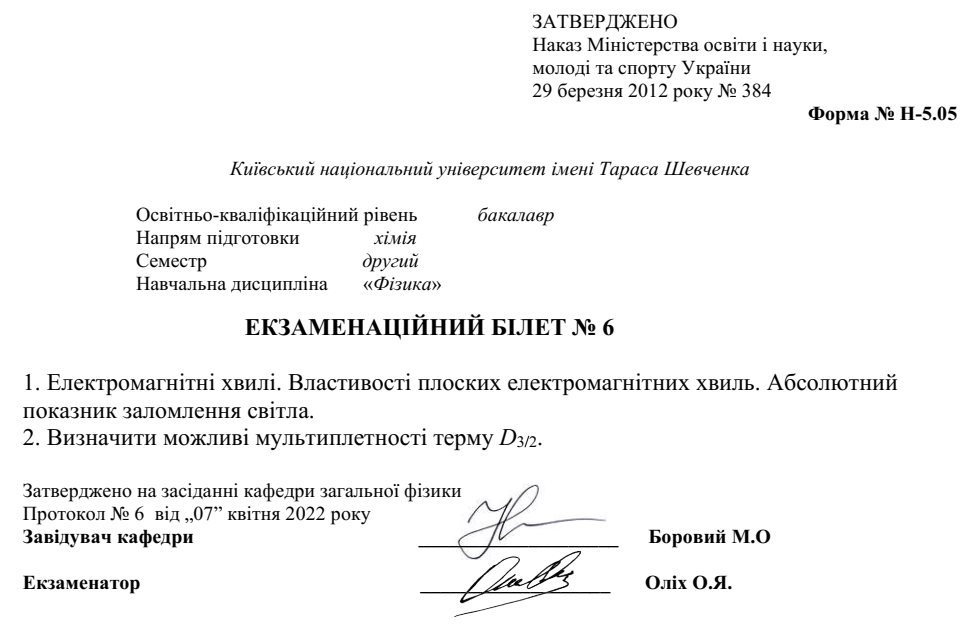 ЗАТВЕРДЖЕНО
Наказ Міністерства освіти і науки,
молоді та спорту України
29 березня 2012 року № 384
Форма № Н-5.05
Київський національний університет імені Тараса Шевченка
Освітньо-кваліфікаційний рівень бакалавр
Напрям підготовки хімія
Семестр другий
Навчальна дисципліна «Фізика»
ЕКЗАМЕНАЦІЙНИЙ БІЛЕТ № 6
1. Електромагнітні хвилі. Властивості плоских електромагнітних хвиль. Абсолютний
показник заломлення світла.
2. Визначити можливі мультиплетності терму D3/2.
Затверджено на засіданні кафедри загальної фізики
Протокол № 6 від „07” квітня 2022 року
Завідувач кафедри Боровий М.О
Екзаменатор Оліх О.Я.